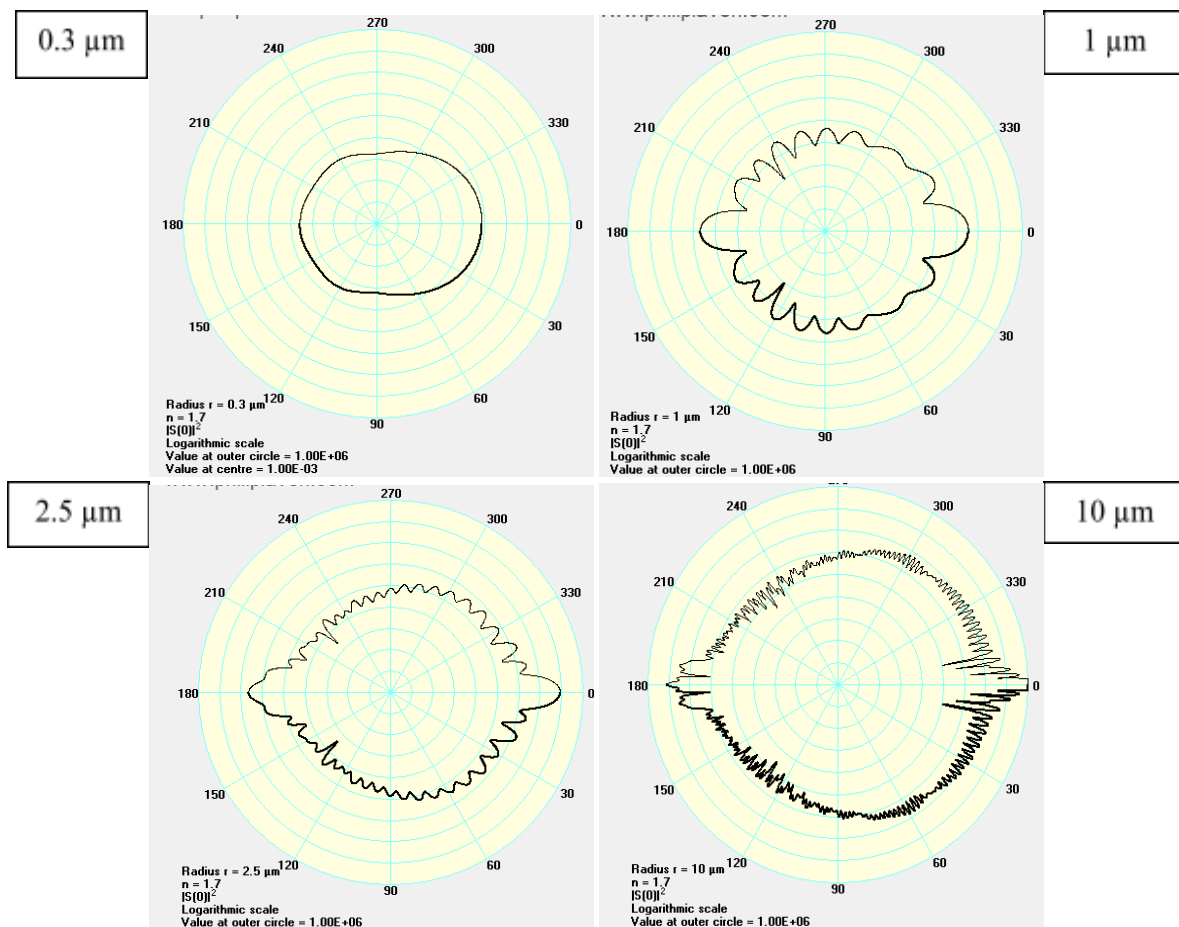 0.3 µm
270
240
300
210
330
180
0
150
30
120
60
90
Radius r = 0.3 µm
n = 1.7
|S(0)|²
Logarithmic scale
Value at outer circle = 1.00E+06
Value at centre = 1.00E-03
1 µm
270
240
300
210
330
180
0
150
30
120
60
90
Radius r = 1 µm
n = 1.7
|S(0)|²
Logarithmic scale
Value at outer circle = 1.00E+06
2.5 µm
270
240
300
210
330
180
0
150
30
120
60
90
Radius r = 2.5 µm
n = 1.7
|S(0)|²
Logarithmic scale
Value at outer circle = 1.00E+06
10 µm
240
300
210
330
180
0
150
30
120
60
90
Radius r = 10 µm
n = 1.7
|S(0)|²
Logarithmic scale
Value at outer circle = 1.00E+06